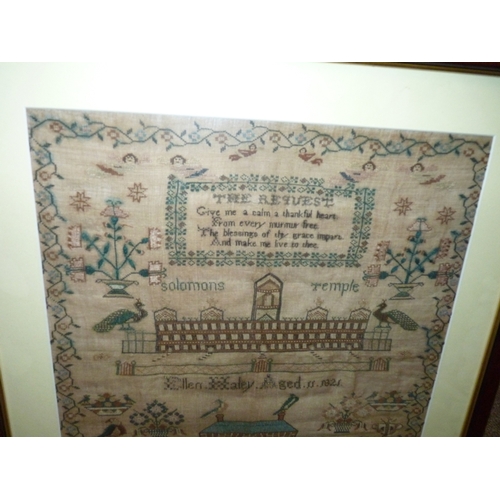 THE REQUEST
Give me a calm a thankful heart
From every murmur free
The blessings of thy grace impart
And make me live to thee
solomons Temple
Ellen Haley Aged 11 1821